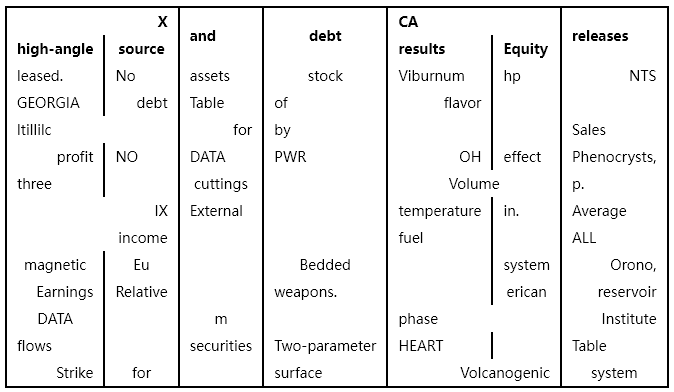 X and debt CA releases
high-angle source results Equity
leased. No assets stock Viburnum hp NTS
GEORGIA debt Table of flavor
ltillilc for by Sales
profit NO DATA PWR OH effect Phenocrysts,
three cuttings Volume p.
IX External temperature in. Average
income fuel ALL
magnetic Eu Bedded system Orono,
Earnings Relative weapons. erican reservoir
DATA m phase Institute
flows securities Two-parameter HEART Table
Strike for surface Volcanogenic system